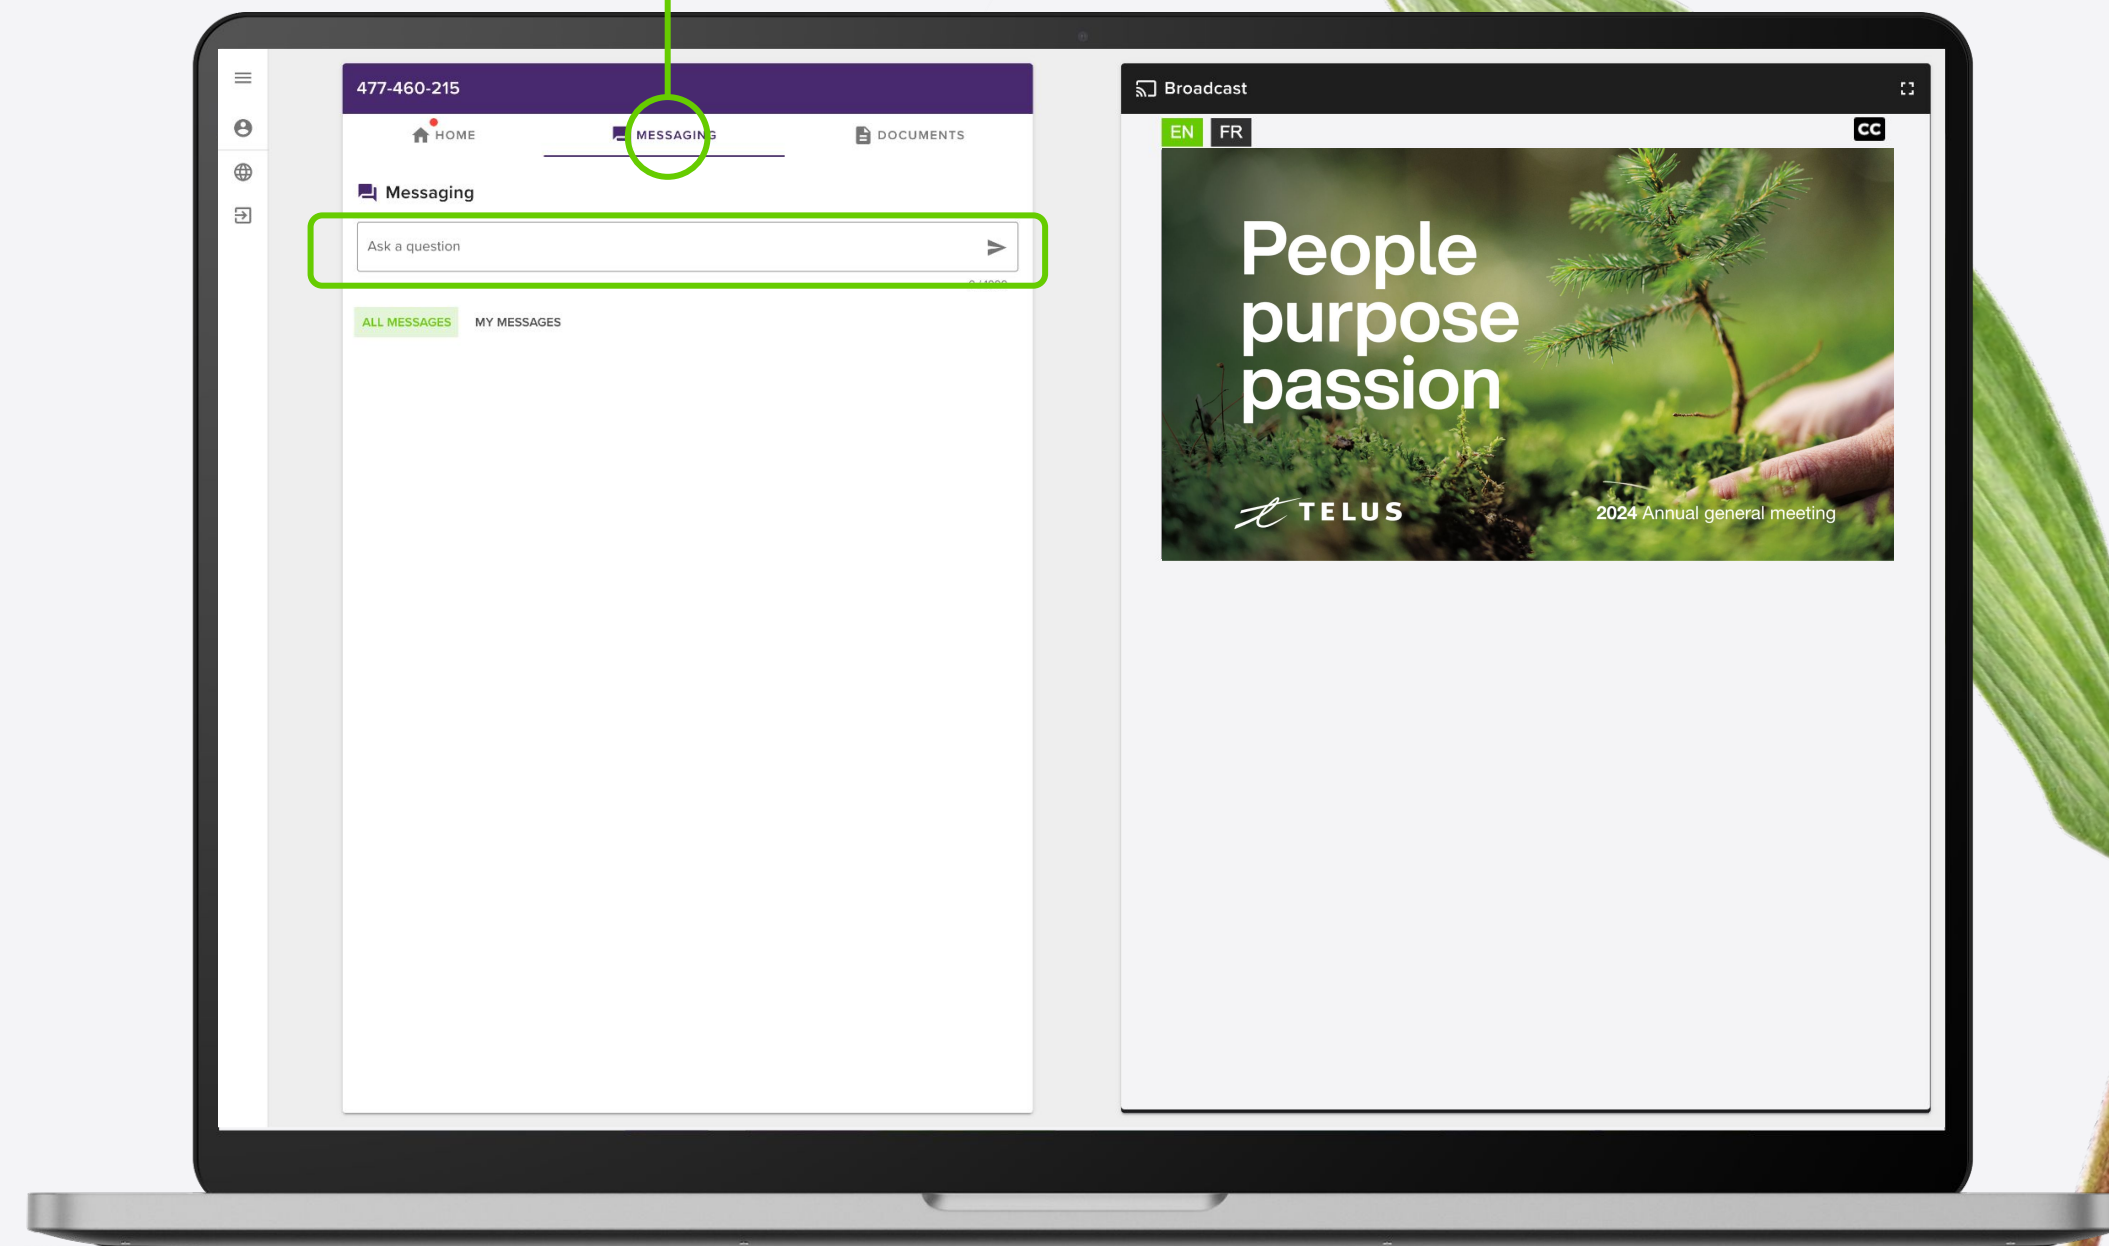 477-460-215
HOME
MESSAGING
DOCUMENTS
Messaging
Ask a question
ALL MESSAGES
MY MESSAGES
Broadcast
EN
FR
CC
People
purpose
passion
TELUS
2024 Annual general meeting